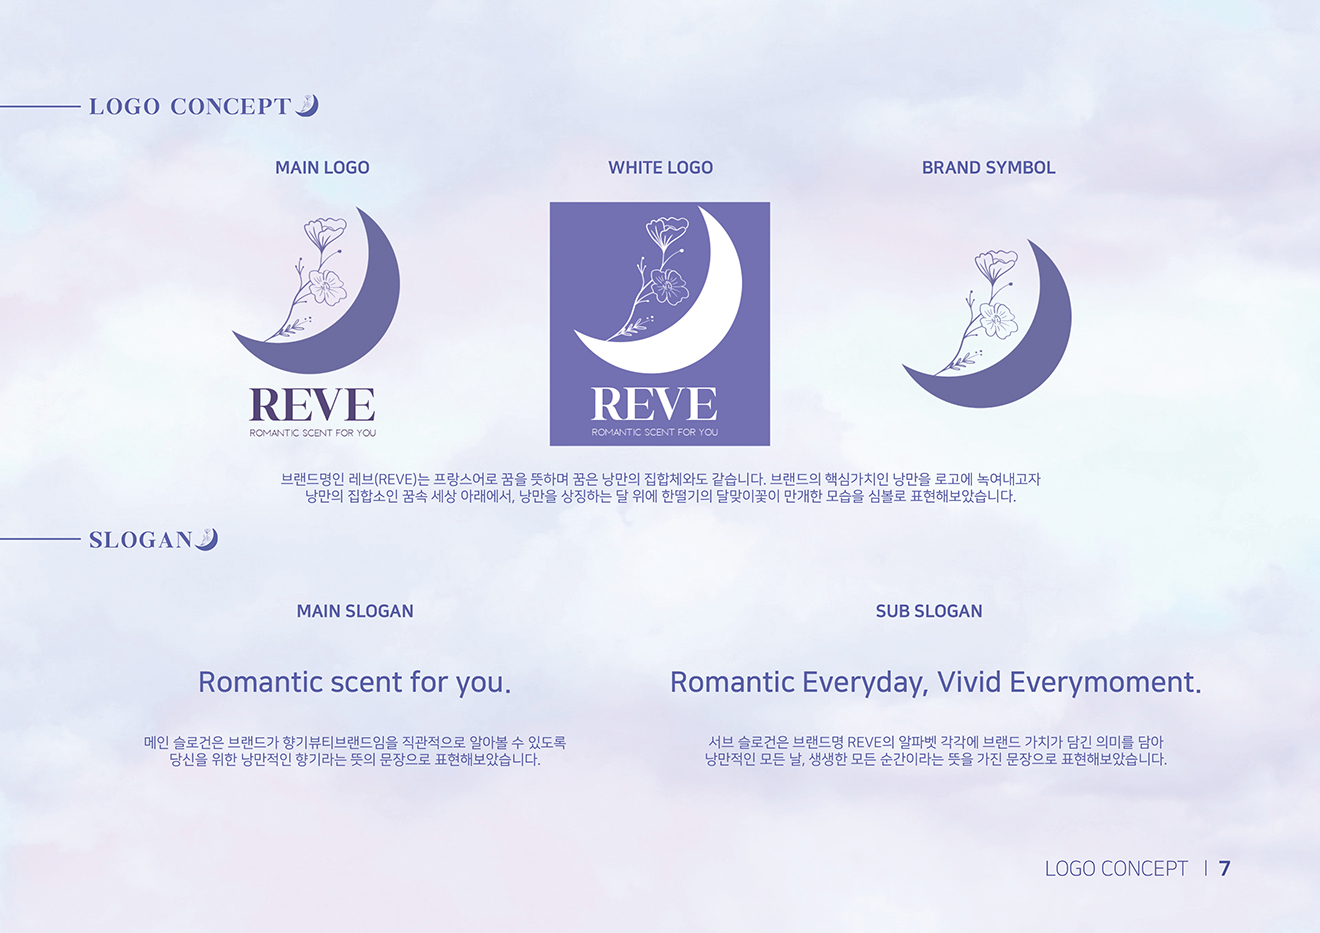 LOGO CONCEPT
MAIN LOGO
WHITE LOGO
BRAND SYMBOL
REVE
ROMANTIC SCENT FOR YOU
REVE
ROMANTIC SCENT FOR YOU
브랜드명인 레브(REVE)는 프랑스어로 꿈을 뜻하며 꿈은 낭만의 집합체와도 같습니다. 브랜드의 핵심가치인 낭만을 로고에 녹여내고자
낭만의 집합소인 꿈속 세상 아래에서, 낭만을 상징하는 달 위에 한떨기의 달맞이꽃이 만개한 모습을 심볼로 표현해보았습니다.
SLOGAN
MAIN SLOGAN
Romantic scent for you.
메인 슬로건은 브랜드가 향기뷰티브랜드임을 직관적으로 알아볼 수 있도록
당신을 위한 낭만적인 향기라는 뜻의 문장으로 표현해보았습니다.
SUB SLOGAN
Romantic Everyday, Vivid Everymoment.
서브 슬로건은 브랜드명 REVE의 알파벳 각각에 브랜드 가치가 담긴 의미를 담아
낭만적인 모든 날, 생생한 모든 순간이라는 뜻을 가진 문장으로 표현해보았습니다.
LOGO CONCEPT | 7